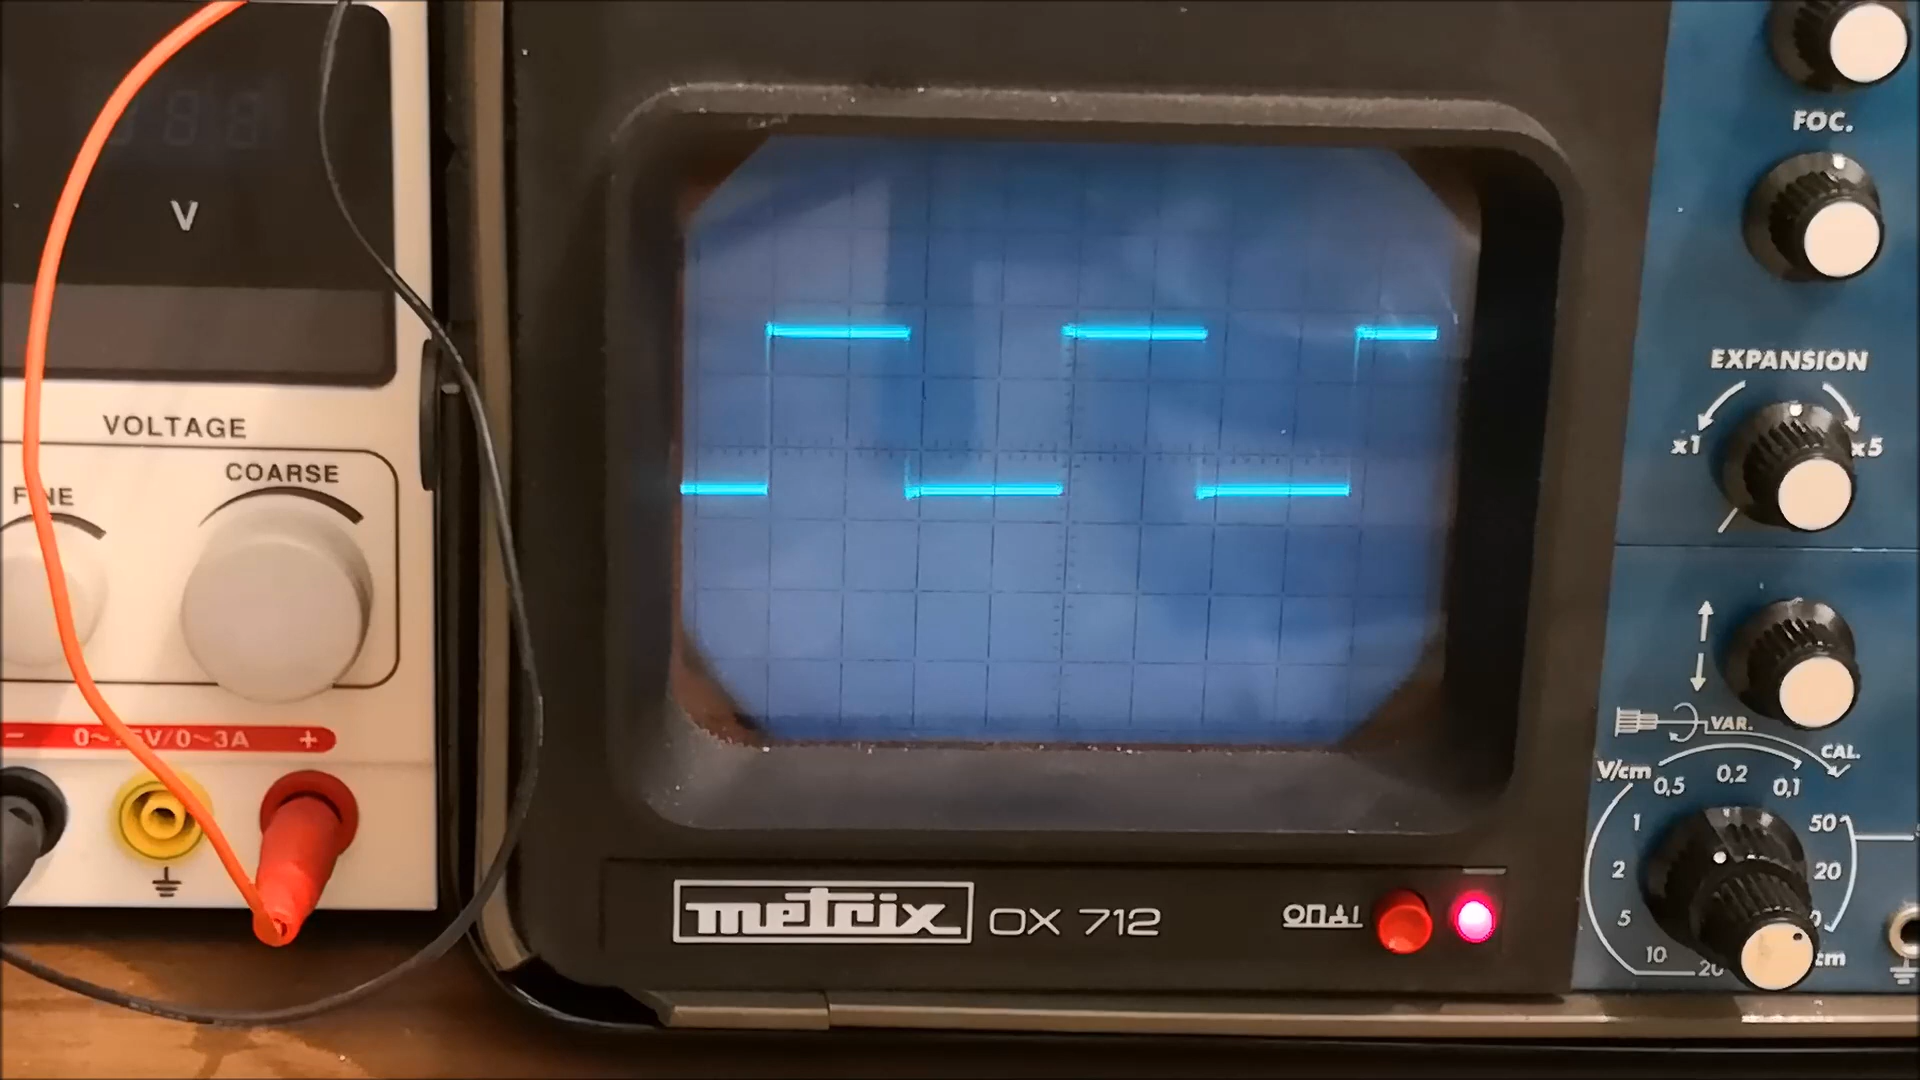 V
VOLTAGE
COARSE
- +
metrix OX 712
FOC.
EXPANSION
x1 x5
VAR.
CAL.
V/cm 0,5 0,2 0,1
1 50
2 20
5
10
20